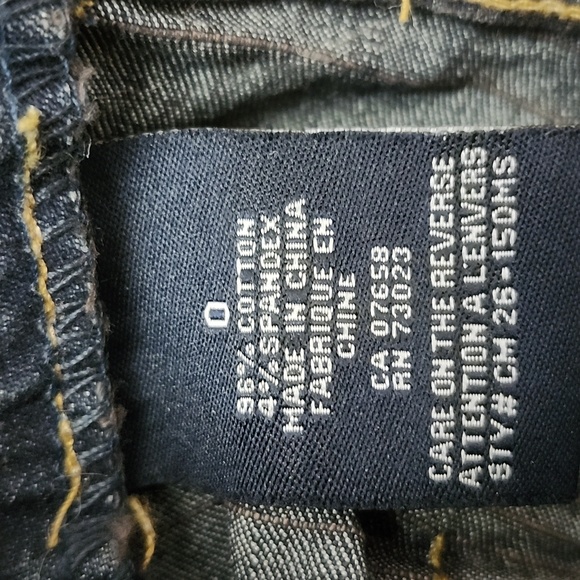 0
96% COTTON
4% SPANDEX
MADE IN CHINA
FABRIQUE EN
CHINE
CA 07658
RN 73023
CARE ON THE REVERSE
ATTENTION A L'ENVERS
STY# CM 26-150MS